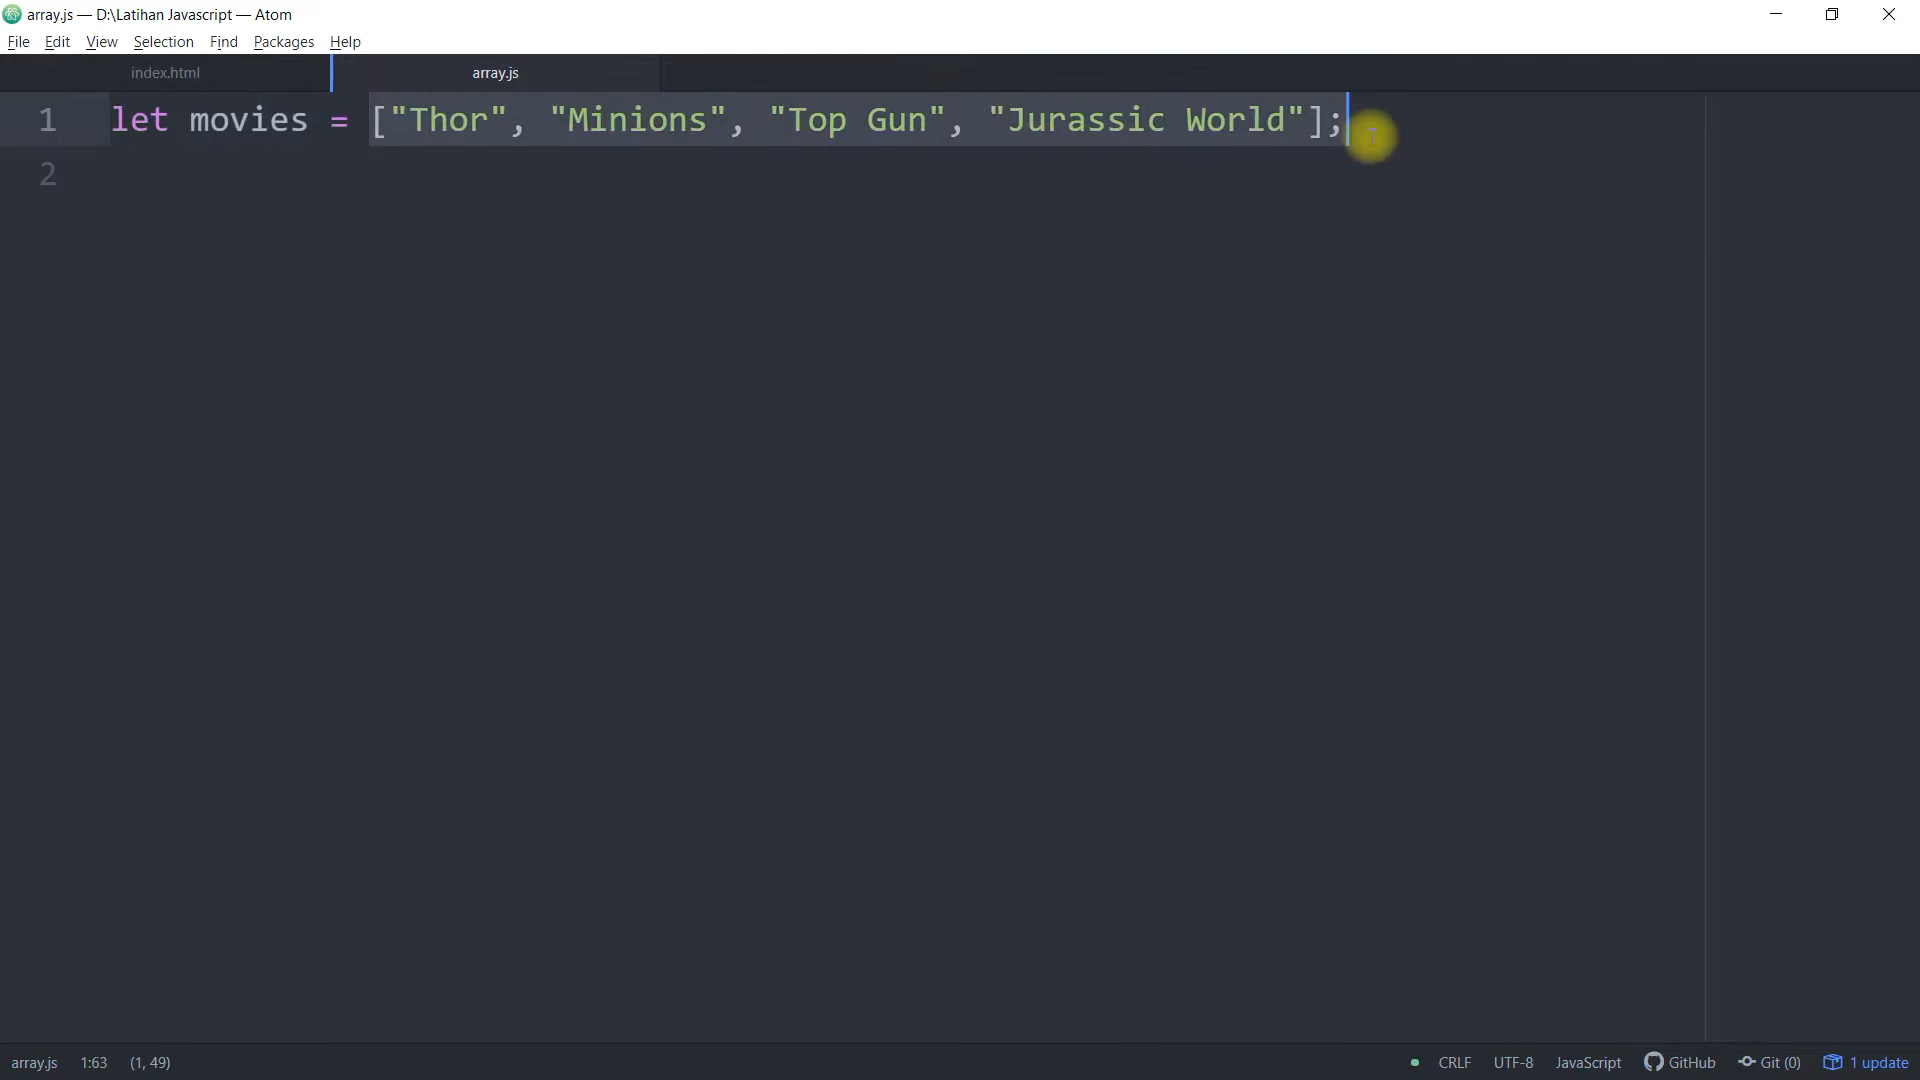 array.js — D:\Latihan Javascript — Atom
File Edit View Selection Find Packages Help
index.html array.js
1 let movies = ["Thor", "Minions", "Top Gun", "Jurassic World"];
2
array.js 1:63 (1, 49) CRLF UTF-8 JavaScript GitHub Git (0) 1 update